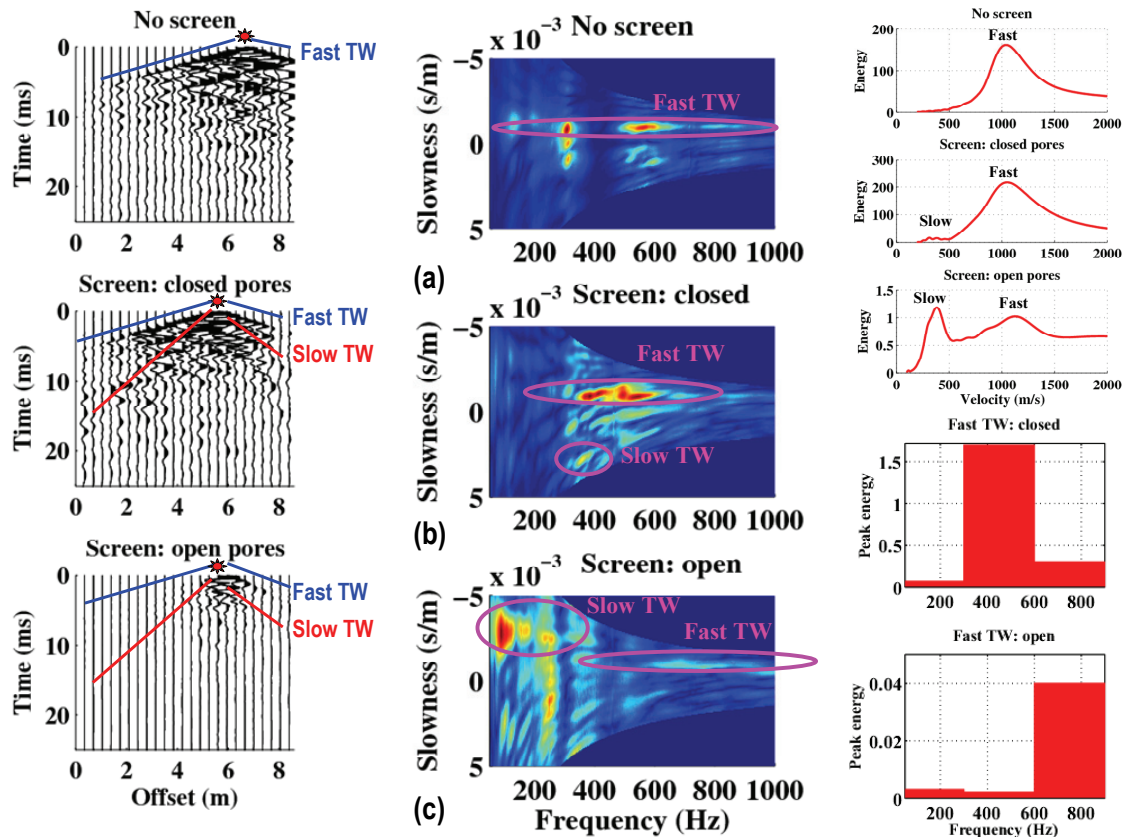 No screen
Fast TW
0
10
20
Time (ms)
0 2 4 6 8
Screen: closed pores
Fast TW
Slow TW
0
10
20
Time (ms)
0 2 4 6 8
Screen: open pores
Fast TW
Slow TW
0
10
20
Time (ms)
0 2 4 6 8
Offset (m)
x 10⁻³ No screen
-5
0
5
Slowness (s/m)
Fast TW
200 400 600 800 1000
(a)
x 10⁻³ Screen: closed
-5
0
5
Slowness (s/m)
Fast TW
Slow TW
200 400 600 800 1000
(b)
x 10⁻³ Screen: open
-5
0
5
Slowness (s/m)
Slow TW
Fast TW
200 400 600 800 1000
(c)
Frequency (Hz)
No screen
200
100
0
Energy
Fast
0 500 1000 1500 2000
Screen: closed pores
300
200
100
0
Energy
Slow
Fast
0 500 1000 1500 2000
Screen: open pores
1.5
1
0.5
0
Energy
Slow
Fast
0 500 1000 1500 2000
Velocity (m/s)
Fast TW: closed
1.5
1
0.5
0
Peak energy
200 400 600 800
Fast TW: open
0.04
0.02
0
Peak energy
200 400 600 800
Frequency (Hz)